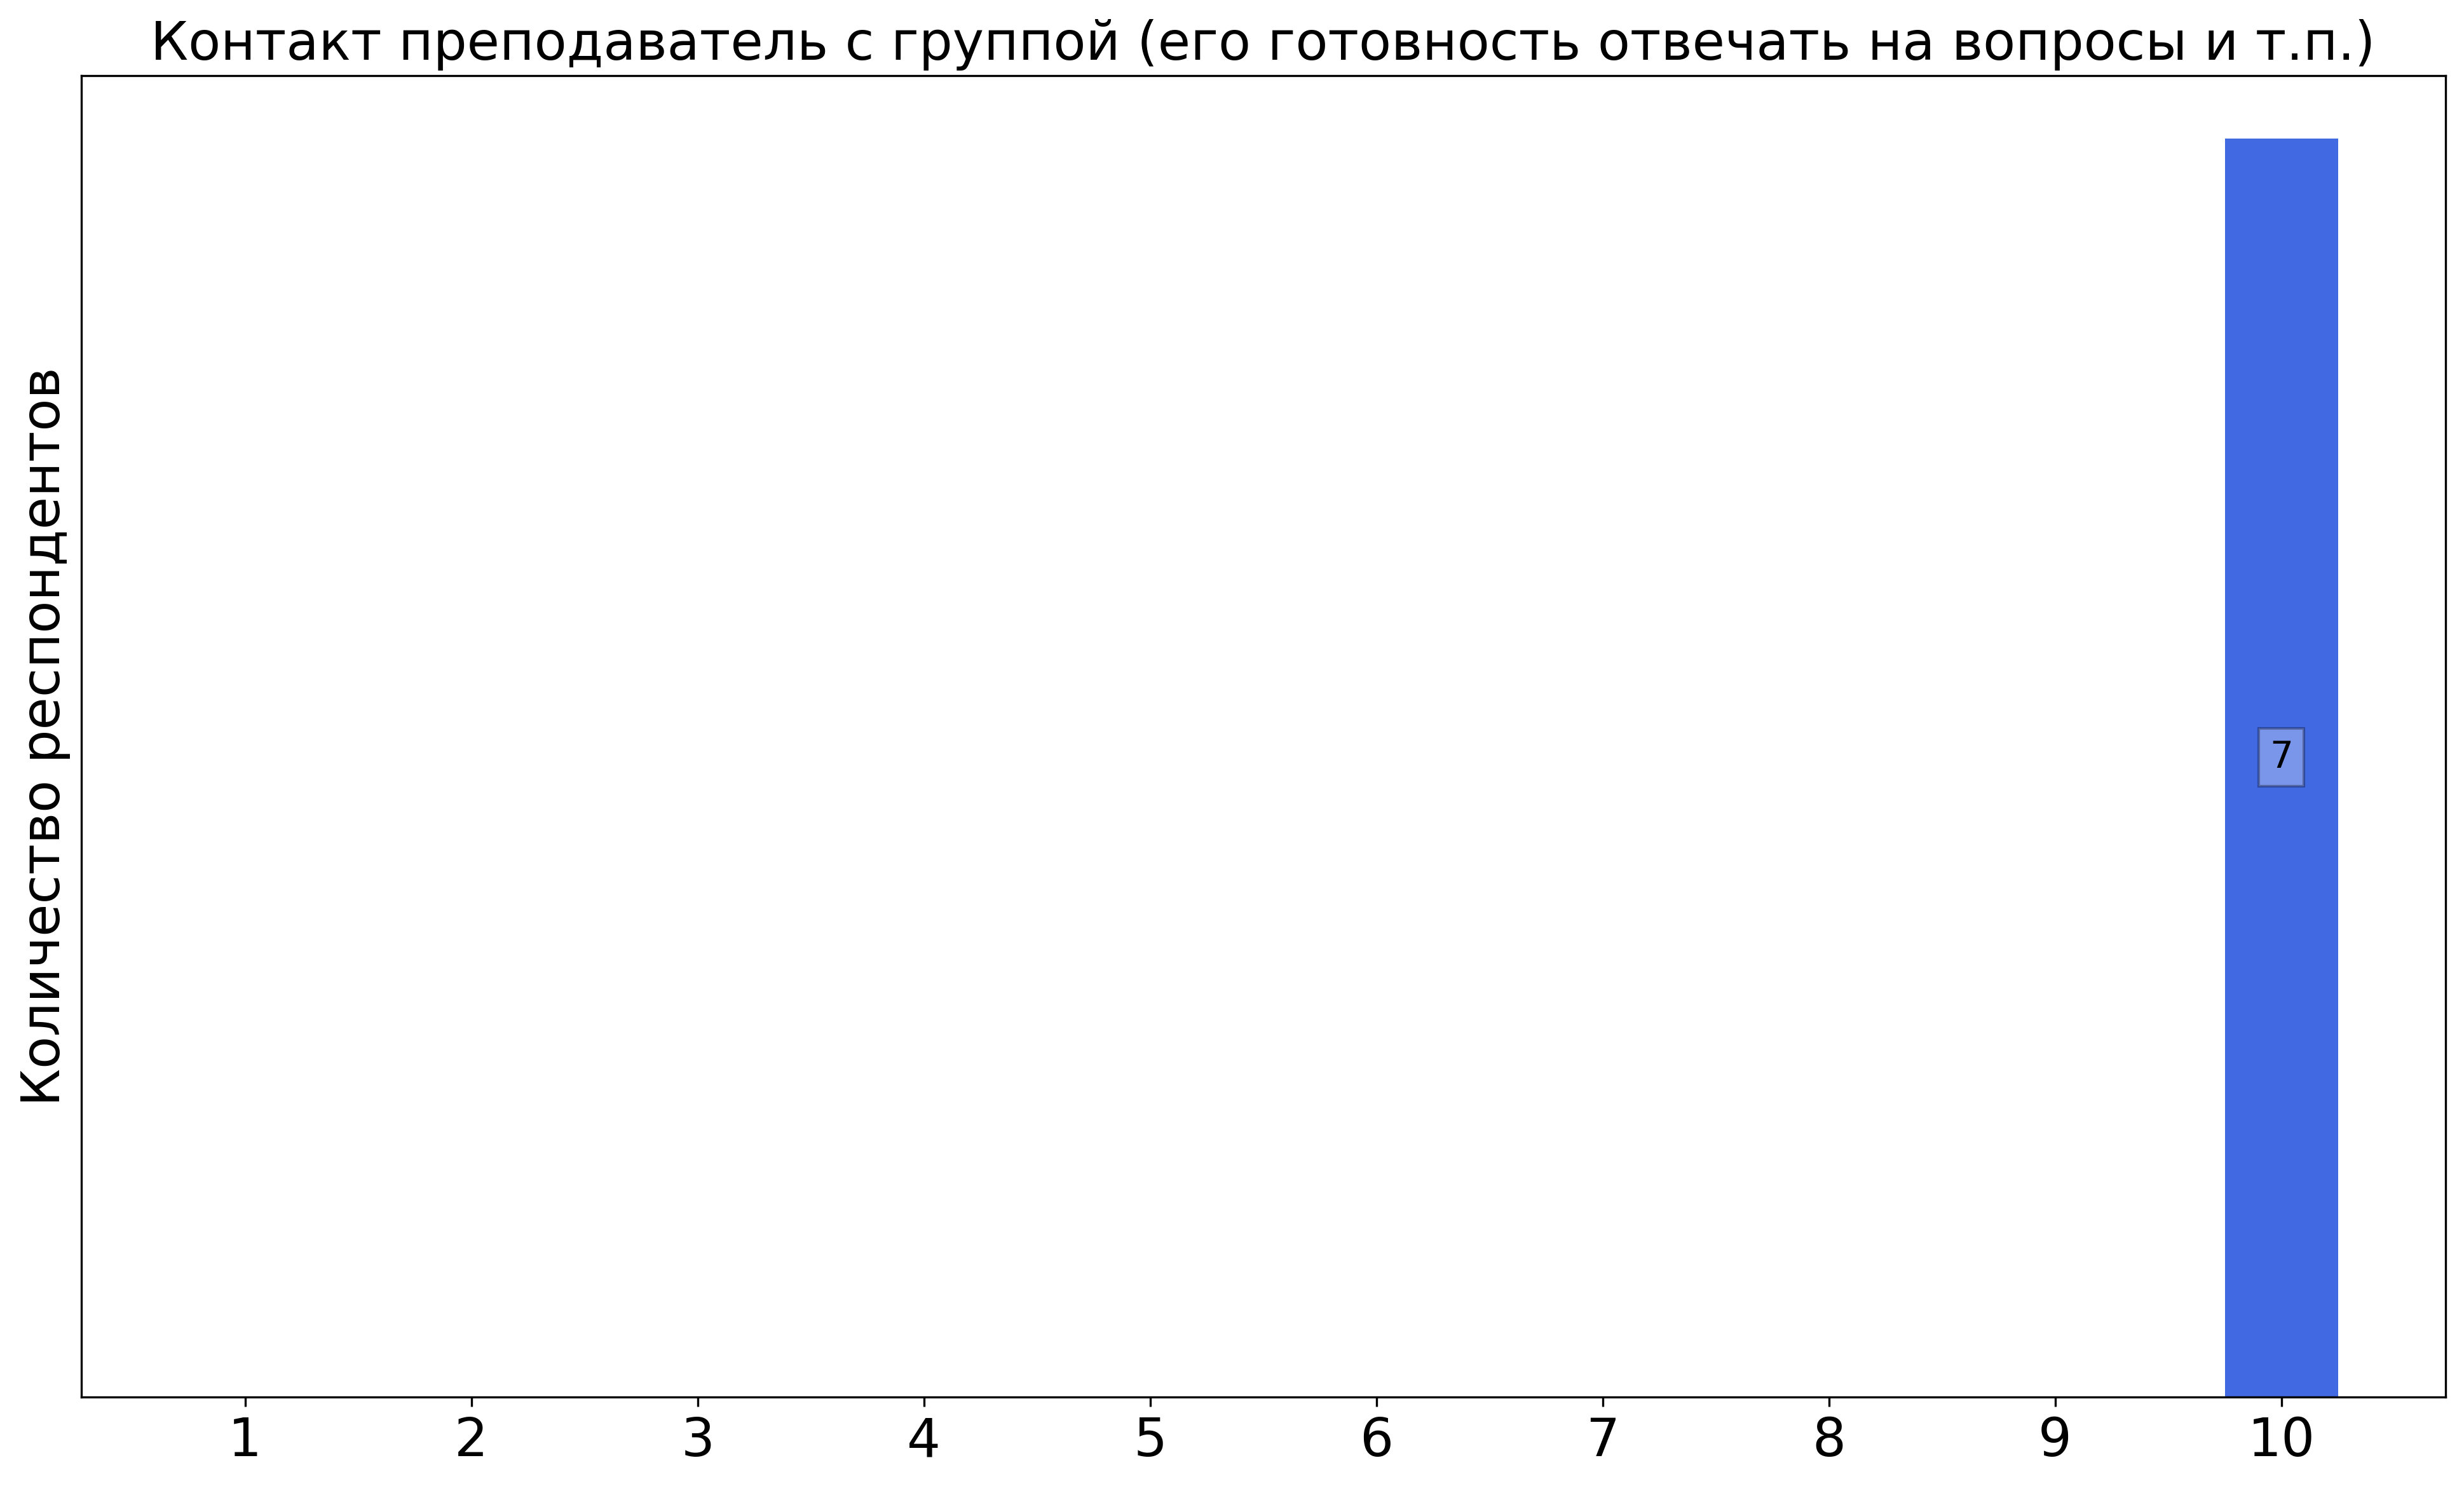 Контакт преподаватель с группой (его готовность отвечать на вопросы и т.п.)
Количество респондентов
7
1 2 3 4 5 6 7 8 9 10